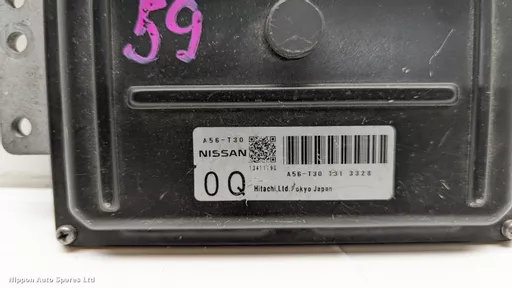 59
A56-T30
NISSAN
0Q
A56-T30 T31 3328
Hitachi,Ltd.Tokyo Japan
Nippon Auto Spares Ltd